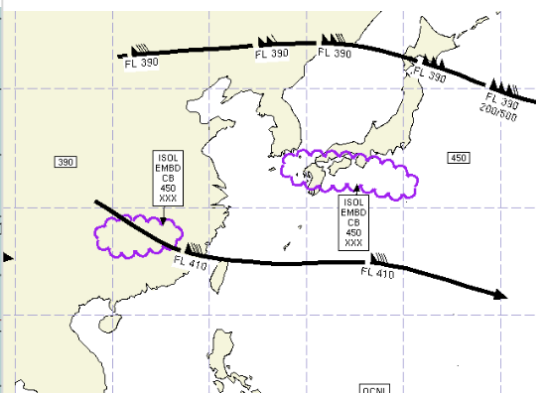 FL 390
FL 390
FL 390
FL 390
FL 390
200/500
390
ISOL
EMBD
CB
450
XXX
450
ISOL
EMBD
CB
450
XXX
FL 410
FL 410
OCNL